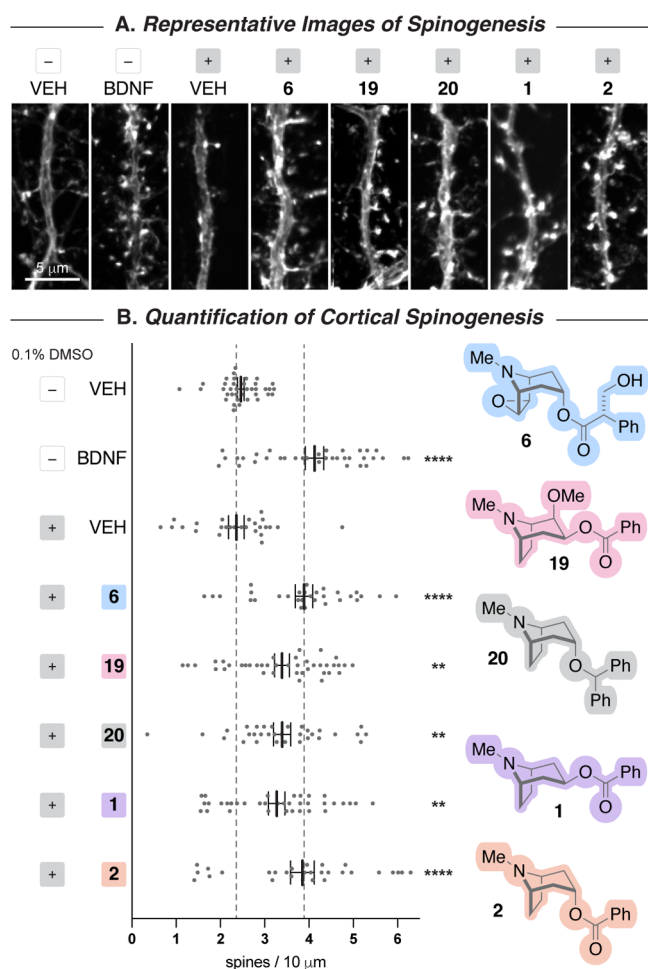 A. Representative Images of Spinogenesis
– – + + + + + +
VEH BDNF VEH 6 19 20 1 2
5 μm
B. Quantification of Cortical Spinogenesis
0.1% DMSO
– VEH
– BDNF ****
+ VEH
+ 6 ****
+ 19 **
+ 20 **
+ 1 **
+ 2 ****
0 1 2 3 4 5 6
spines / 10 μm
Me
N
OH
O
O
Ph
O
6
Me
N
OMe
O
Ph
O
19
Me
N
O
Ph
Ph
20
Me
N
O
Ph
O
1
Me
N
O
Ph
O
2